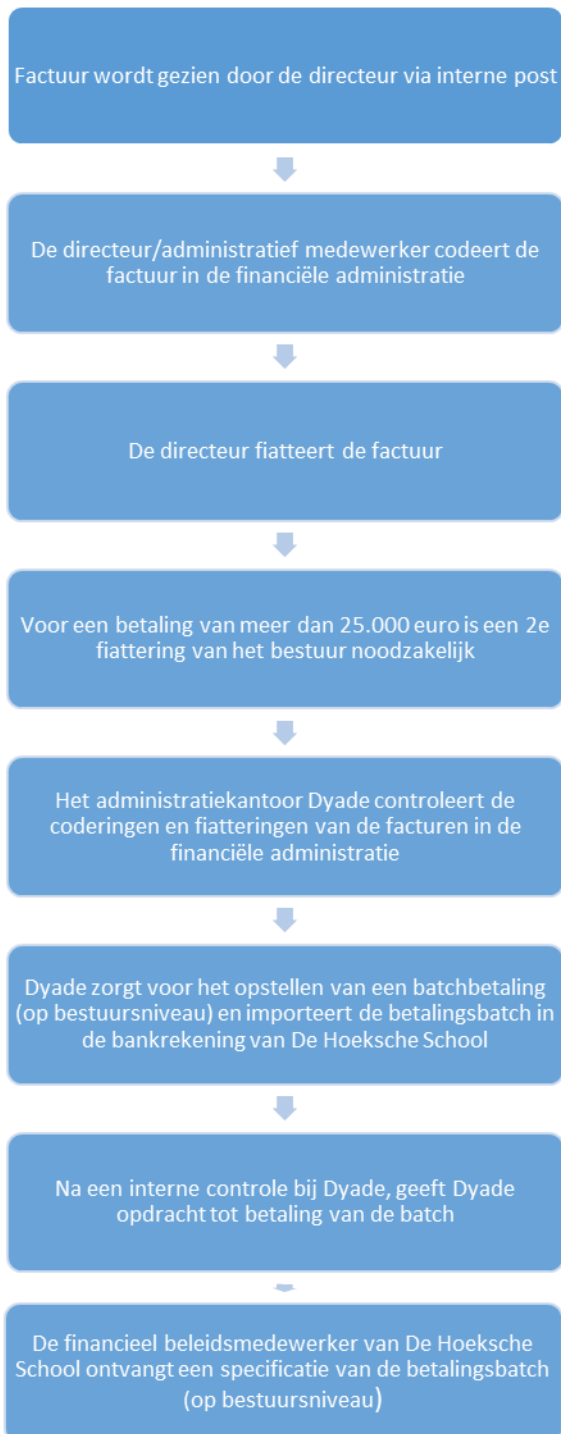 Factuur wordt gezien door de directeur via interne post
De directeur/administratief medewerker codeert de
factuur in de financiële administratie
De directeur fiatteert de factuur
Voor een betaling van meer dan 25.000 euro is een 2e
fiattering van het bestuur noodzakelijk
Het administratiekantoor Dyade controleert de
coderingen en fiatteringen van de facturen in de
financiële administratie
Dyade zorgt voor het opstellen van een batchbetaling
(op bestuursniveau) en importeert de betalingsbatch in
de bankrekening van De Hoeksche School
Na een interne controle bij Dyade, geeft Dyade
opdracht tot betaling van de batch
De financieel beleidsmedewerker van De Hoeksche
School ontvangt een specificatie van de betalingsbatch
(op bestuursniveau)